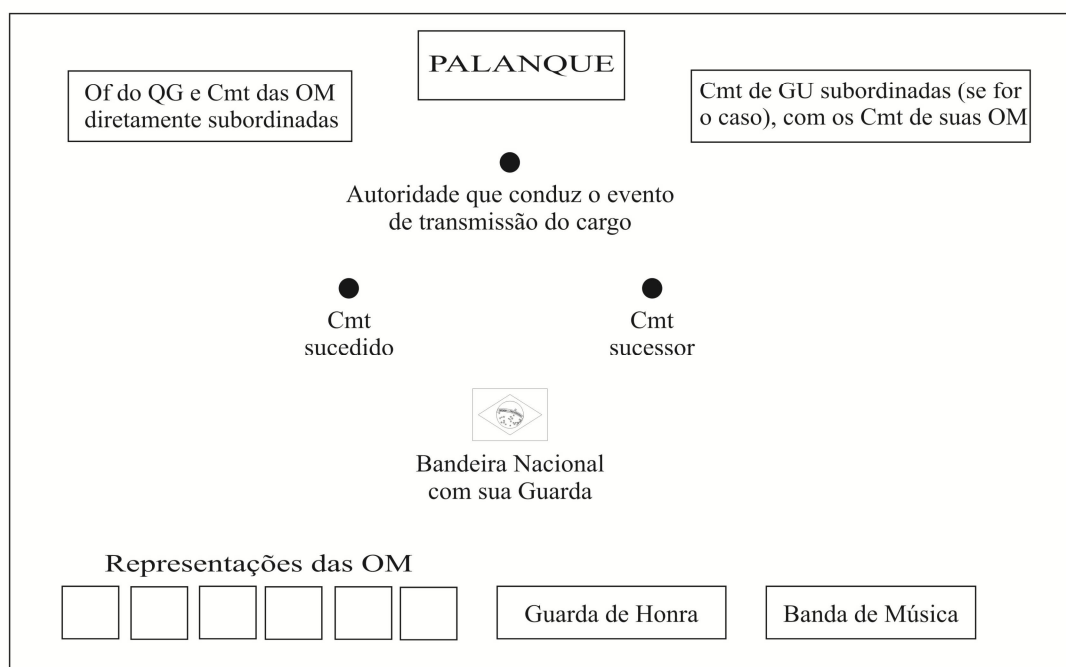 PALANQUE
Of do QG e Cmt das OM
diretamente subordinadas
Cmt de GU subordinadas (se for
o caso), com os Cmt de suas OM
Autoridade que conduz o evento
de transmissão do cargo
Cmt
sucedido
Cmt
sucessor
Bandeira Nacional
com sua Guarda
Representações das OM
Guarda de Honra
Banda de Música